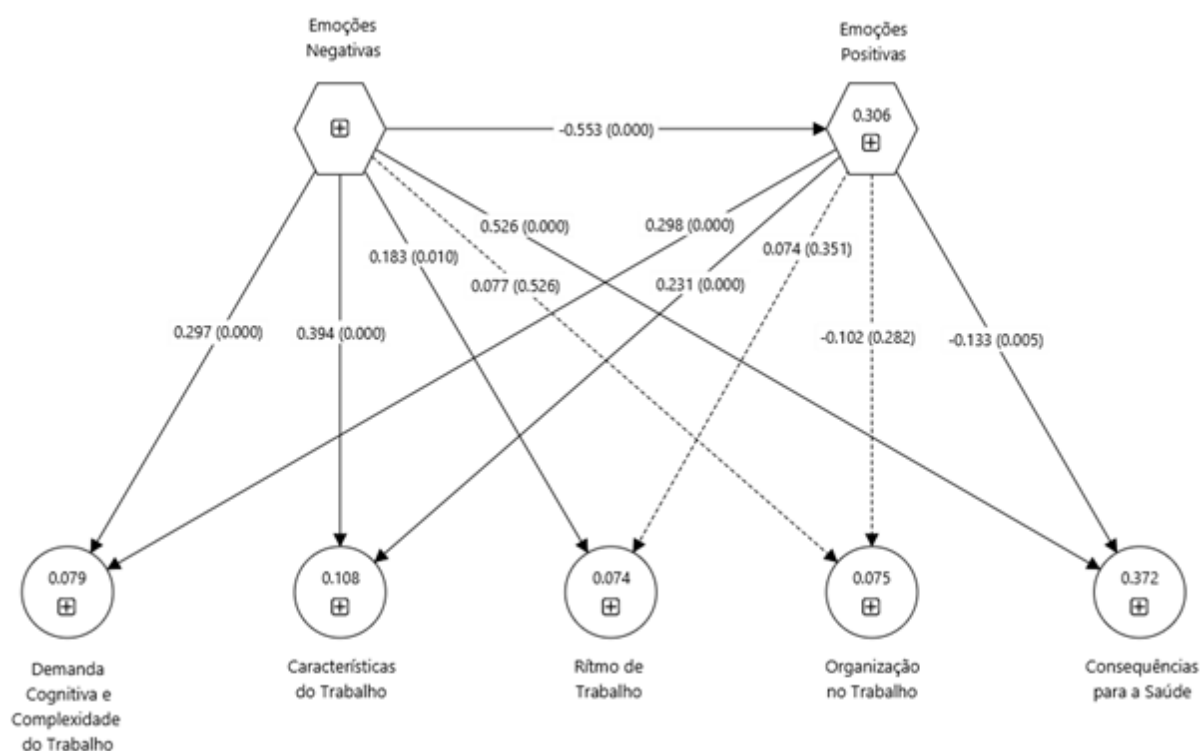 Emoções
Negativas
Emoções
Positivas
0.306
-0.553 (0.000)
0.526 (0.000)
0.298 (0.000)
0.183 (0.010)
0.074 (0.351)
0.077 (0.526)
0.231 (0.000)
0.297 (0.000)
0.394 (0.000)
-0.102 (0.282)
-0.133 (0.005)
0.079
0.108
0.074
0.075
0.372
Demanda
Cognitiva e
Complexidade
do Trabalho
Características
do Trabalho
Rítmo de
Trabalho
Organização
no Trabalho
Consequências
para a Saúde